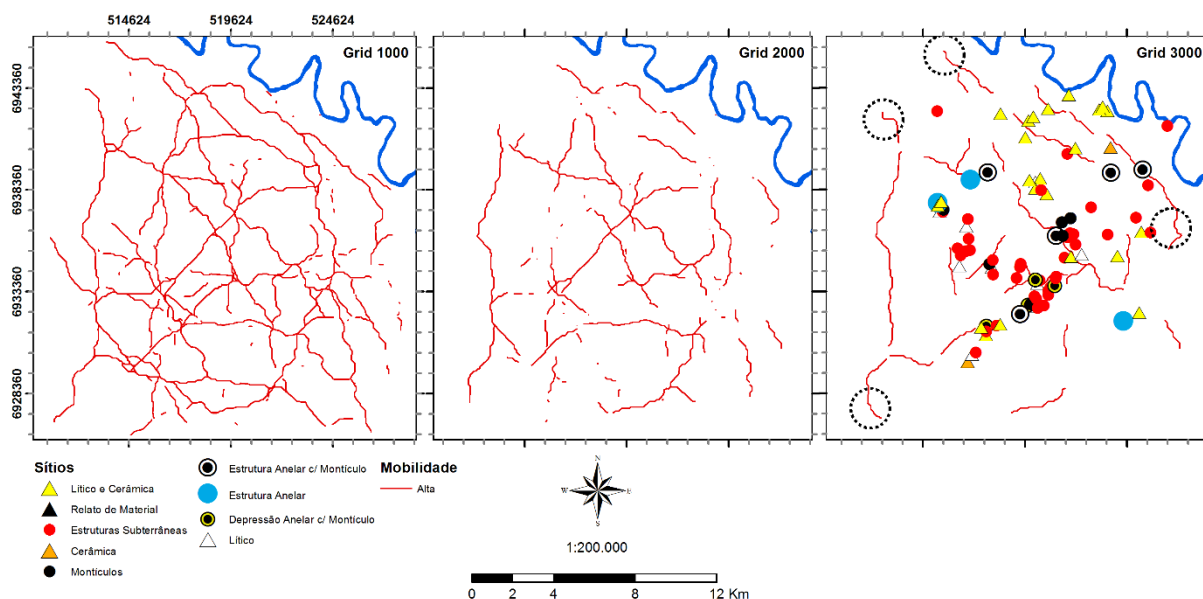 514624 519624 524624
Grid 1000 Grid 2000 Grid 3000
6943360
6938360
6933360
6928360
Sítios
Lítico e Cerâmica
Relato de Material
Estruturas Subterrâneas
Cerâmica
Montículos
Estrutura Anelar c/ Montículo
Estrutura Anelar
Depressão Anelar c/ Montículo
Lítico
Mobilidade
Alta
N
W E
S
1:200.000
0 2 4 8 12 Km